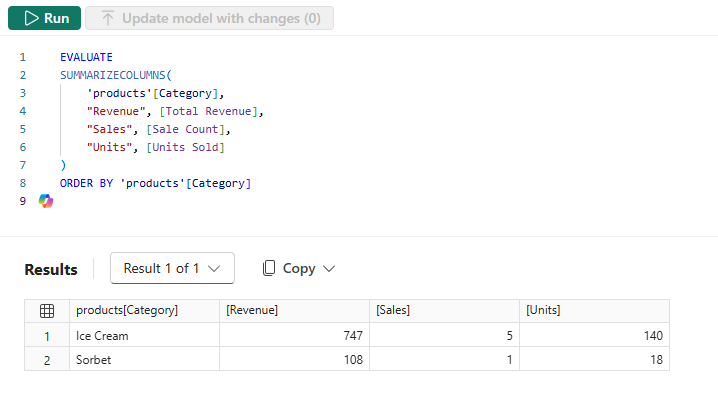 Run
Update model with changes (0)
1 EVALUATE
2 SUMMARIZECOLUMNS(
3 'products'[Category],
4 "Revenue", [Total Revenue],
5 "Sales", [Sale Count],
6 "Units", [Units Sold]
7 )
8 ORDER BY 'products'[Category]
9
Results
Result 1 of 1
Copy
products[Category] [Revenue] [Sales] [Units]
1 Ice Cream 747 5 140
2 Sorbet 108 1 18